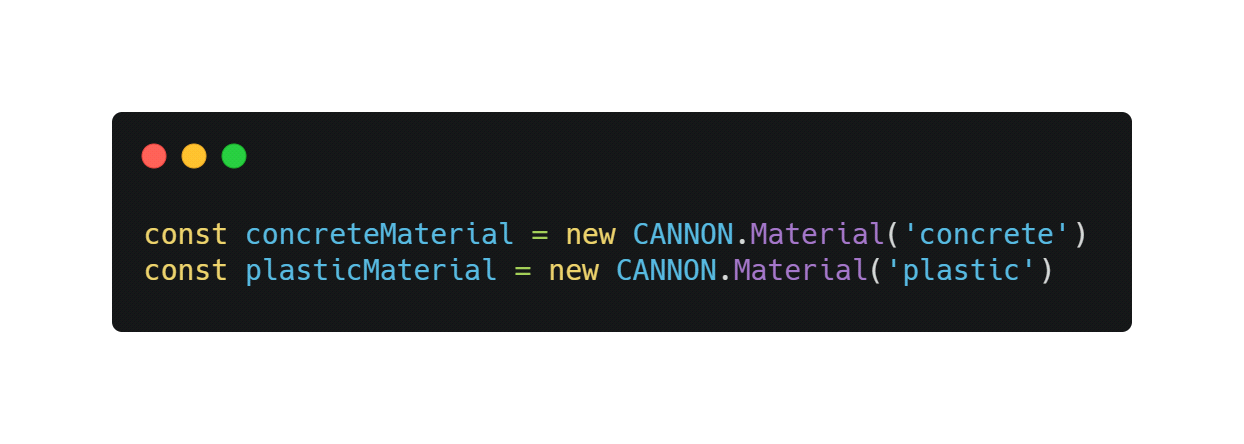 const concreteMaterial = new CANNON.Material('concrete')
const plasticMaterial = new CANNON.Material('plastic')